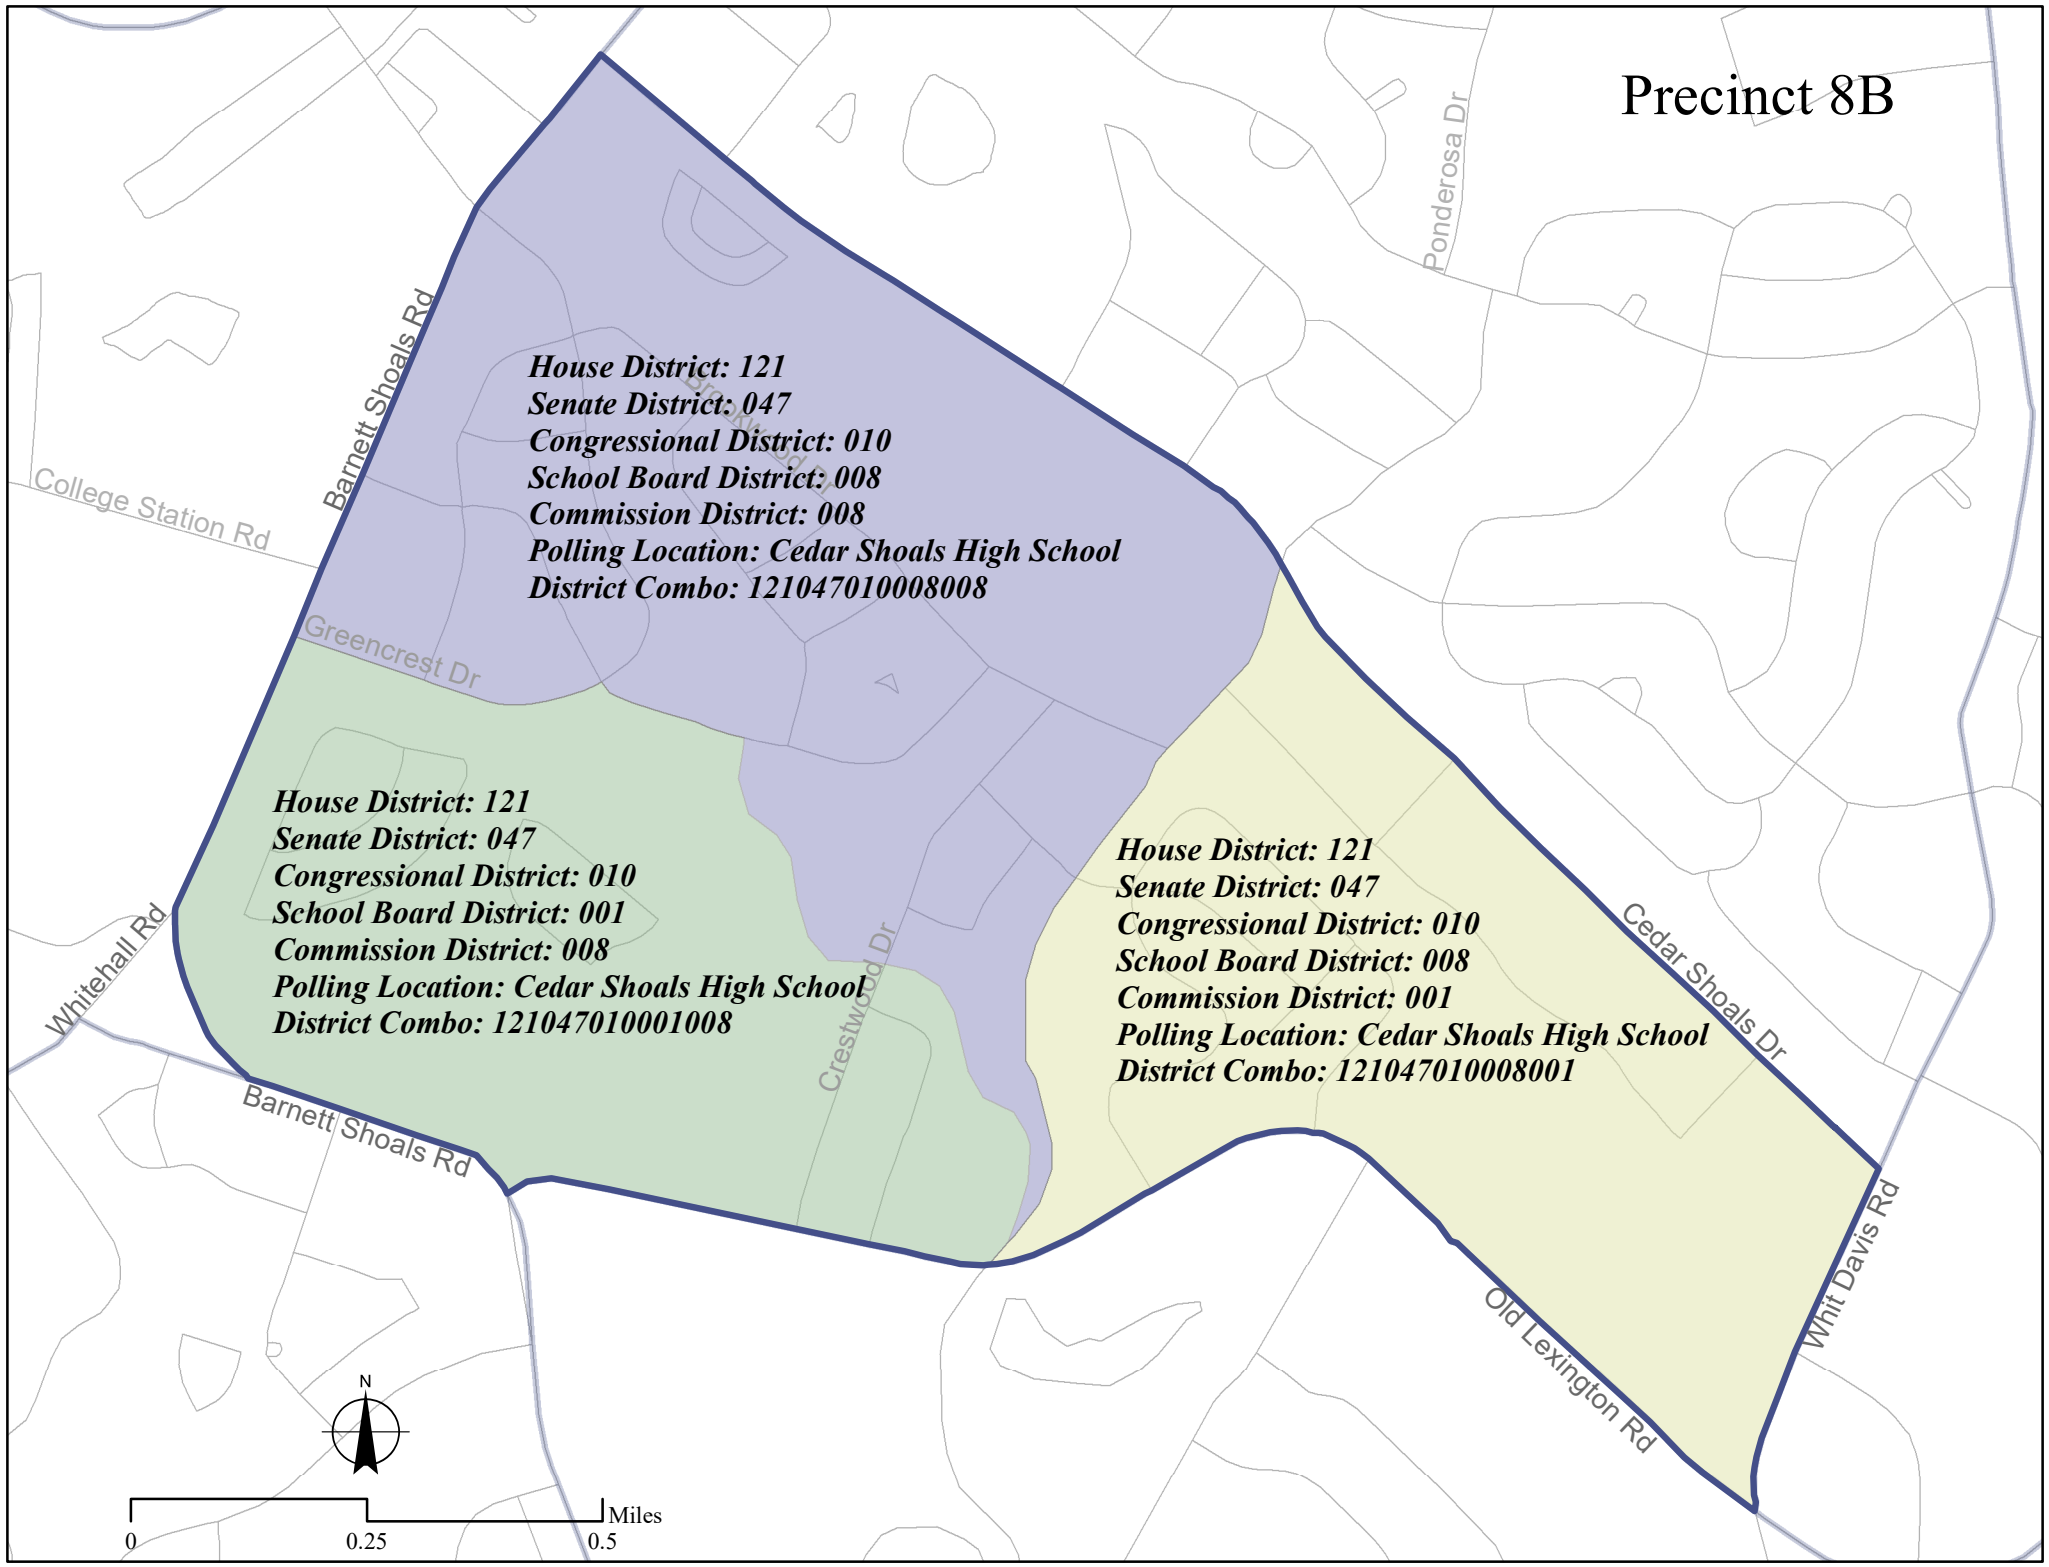 Precinct 8B
Ponderosa Dr
Barnett Shoals Rd
College Station Rd
Brookwood Dr
House District: 121
Senate District: 047
Congressional District: 010
School Board District: 008
Commission District: 008
Polling Location: Cedar Shoals High School
District Combo: 121047010008008
Greencrest Dr
House District: 121
Senate District: 047
Congressional District: 010
School Board District: 001
Commission District: 008
Polling Location: Cedar Shoals High School
District Combo: 121047010001008
House District: 121
Senate District: 047
Congressional District: 010
School Board District: 008
Commission District: 001
Polling Location: Cedar Shoals High School
District Combo: 121047010008001
Whitehall Rd
Crestwood Dr
Cedar Shoals Dr
Barnett Shoals Rd
Whit Davis Rd
Old Lexington Rd
N
Miles
0 0.25 0.5